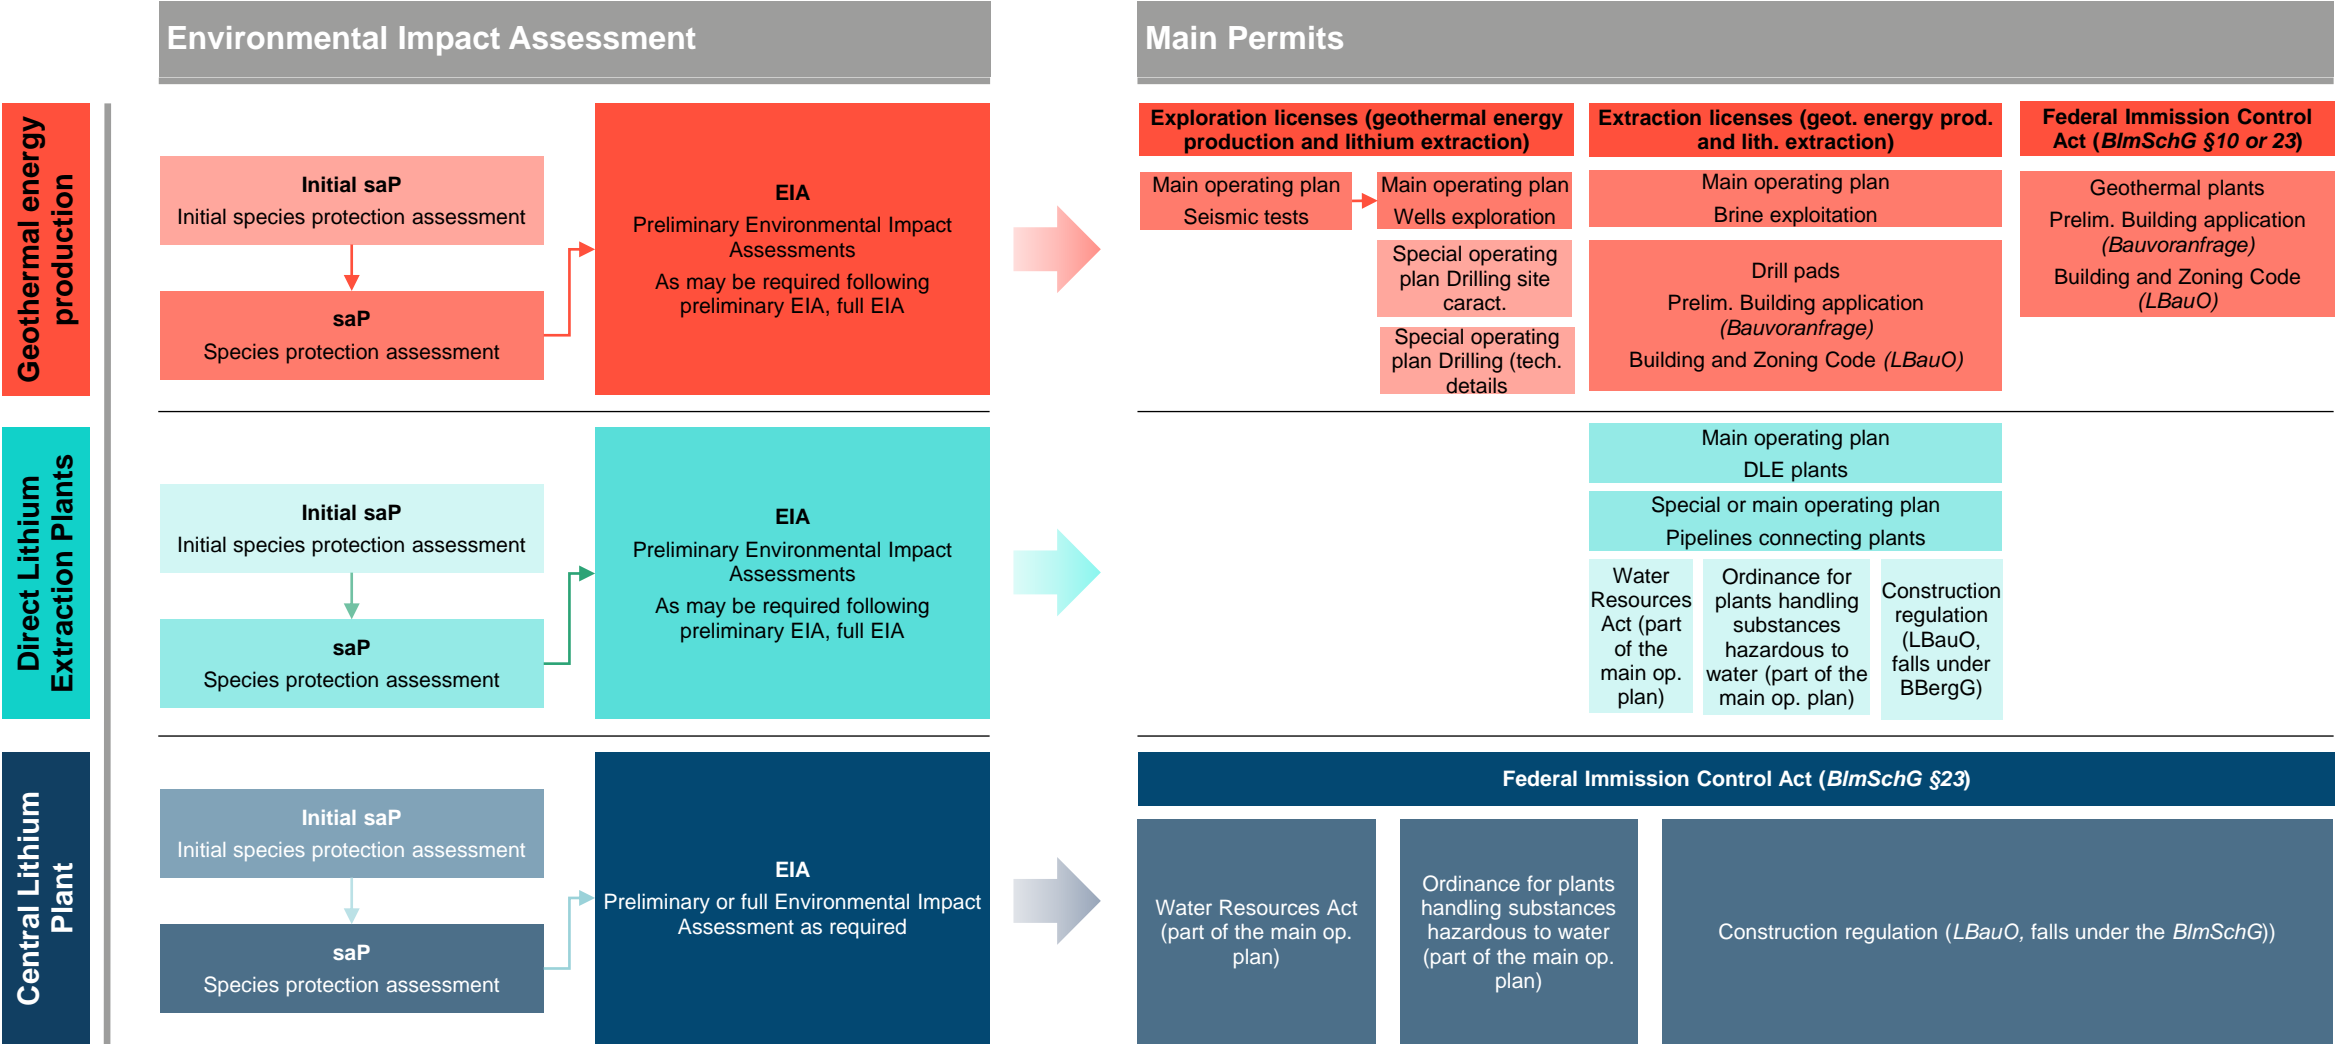 Environmental Impact Assessment
Main Permits
Geothermal energy
production
Initial saP
Initial species protection assessment
saP
Species protection assessment
EIA
Preliminary Environmental Impact
Assessments
As may be required following
preliminary EIA, full EIA
Exploration licenses (geothermal energy
production and lithium extraction)
Main operating plan
Seismic tests
Main operating plan
Wells exploration
Special operating
plan Drilling site
caract.
Special operating
plan Drilling (tech.
details
Extraction licenses (geot. energy prod.
and lith. extraction)
Main operating plan
Brine exploitation
Drill pads
Prelim. Building application
(Bauvoranfrage)
Building and Zoning Code (LBauO)
Federal Immission Control
Act (BImSchG §10 or 23)
Geothermal plants
Prelim. Building application
(Bauvoranfrage)
Building and Zoning Code
(LBauO)
Direct Lithium
Extraction Plants
Initial saP
Initial species protection assessment
saP
Species protection assessment
EIA
Preliminary Environmental Impact
Assessments
As may be required following
preliminary EIA, full EIA
Main operating plan
DLE plants
Special or main operating plan
Pipelines connecting plants
Water
Resources
Act (part
of the
main op.
plan)
Ordinance for
plants handling
substances
hazardous to
water (part of the
main op. plan)
Construction
regulation
(LBauO,
falls under
BBergG)
Central Lithium
Plant
Initial saP
Initial species protection assessment
saP
Species protection assessment
EIA
Preliminary or full Environmental Impact
Assessment as required
Federal Immission Control Act (BImSchG §23)
Water Resources Act
(part of the main op.
plan)
Ordinance for plants
handling substances
hazardous to water
(part of the main op.
plan)
Construction regulation (LBauO, falls under the BImSchG))